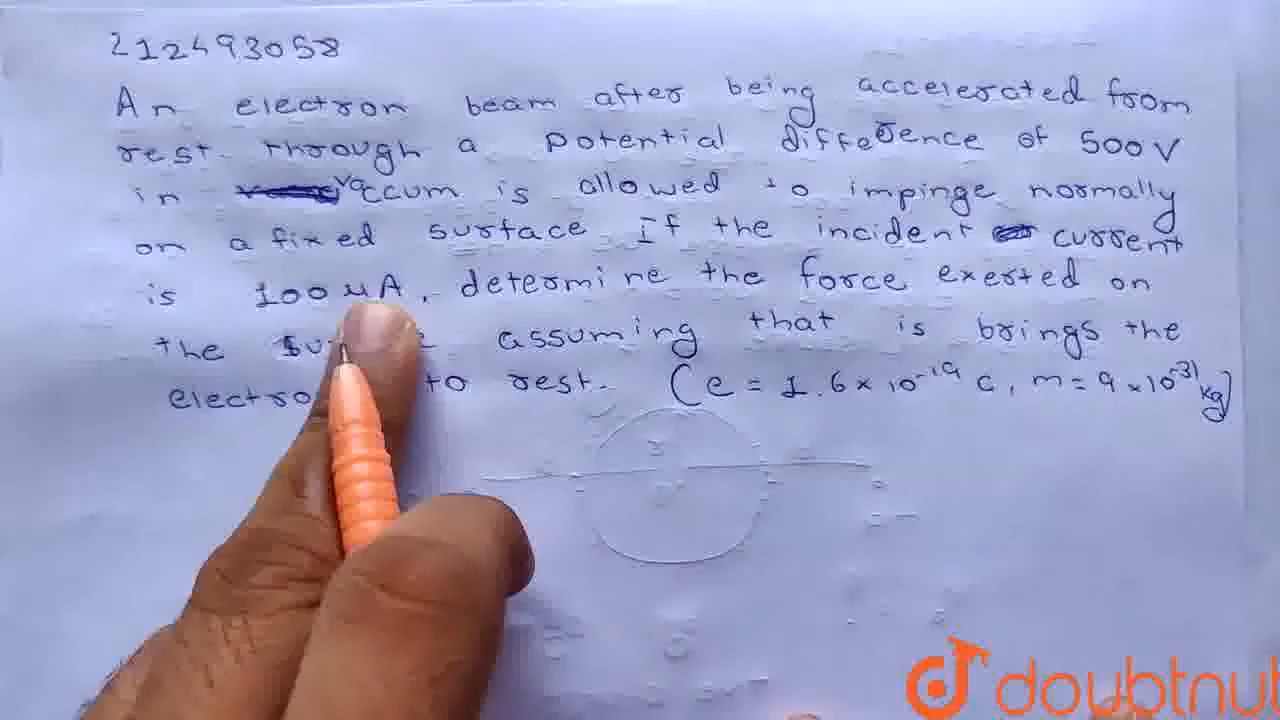 212493058
An electron beam after being accelerated from
rest through a potential difference of 500V
in vaccum is allowed to impinge normally
on a fixed surface If the incident current
is 100 μA, determine the force exerted on
the assuming that is brings the
to rest. (e = 1.6 × 10⁻¹⁹ C, m = 9 × 10⁻³¹ kg)
doubtnut